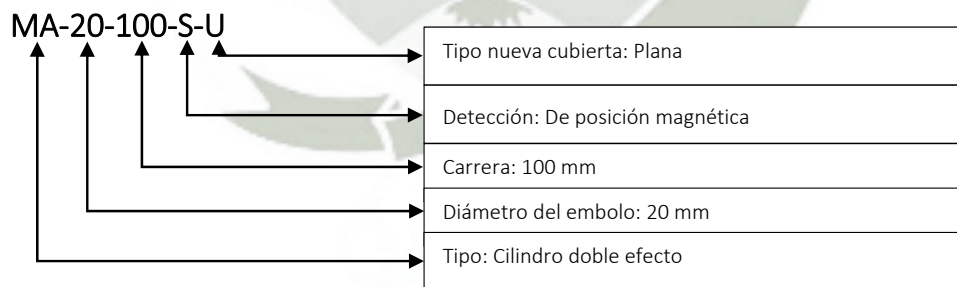 MA-20-100-S-U
Tipo nueva cubierta: Plana
Detección: De posición magnética
Carrera: 100 mm
Diámetro del embolo: 20 mm
Tipo: Cilindro doble efecto